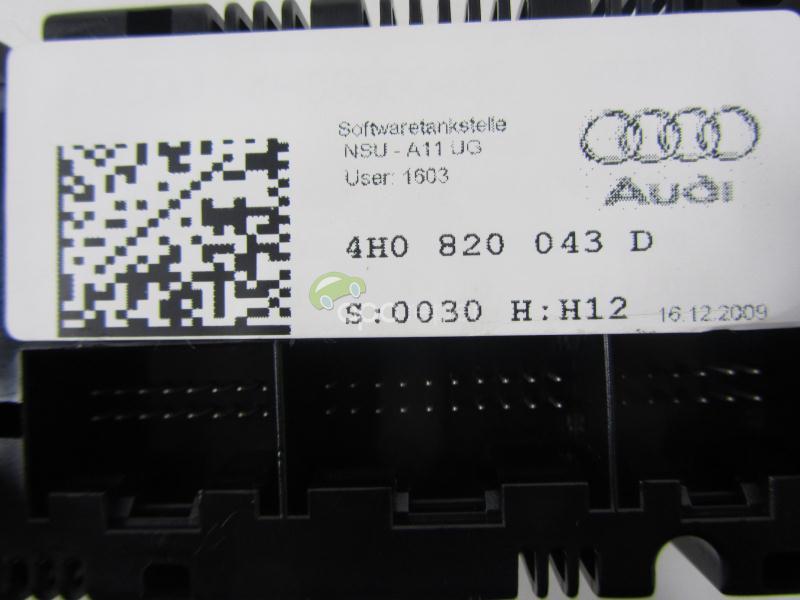 Softwaretankstelle
NSU - A11 UG
User: 1603
Audi
4H0 820 043 D
S:0030 H:H12 16.12.2009